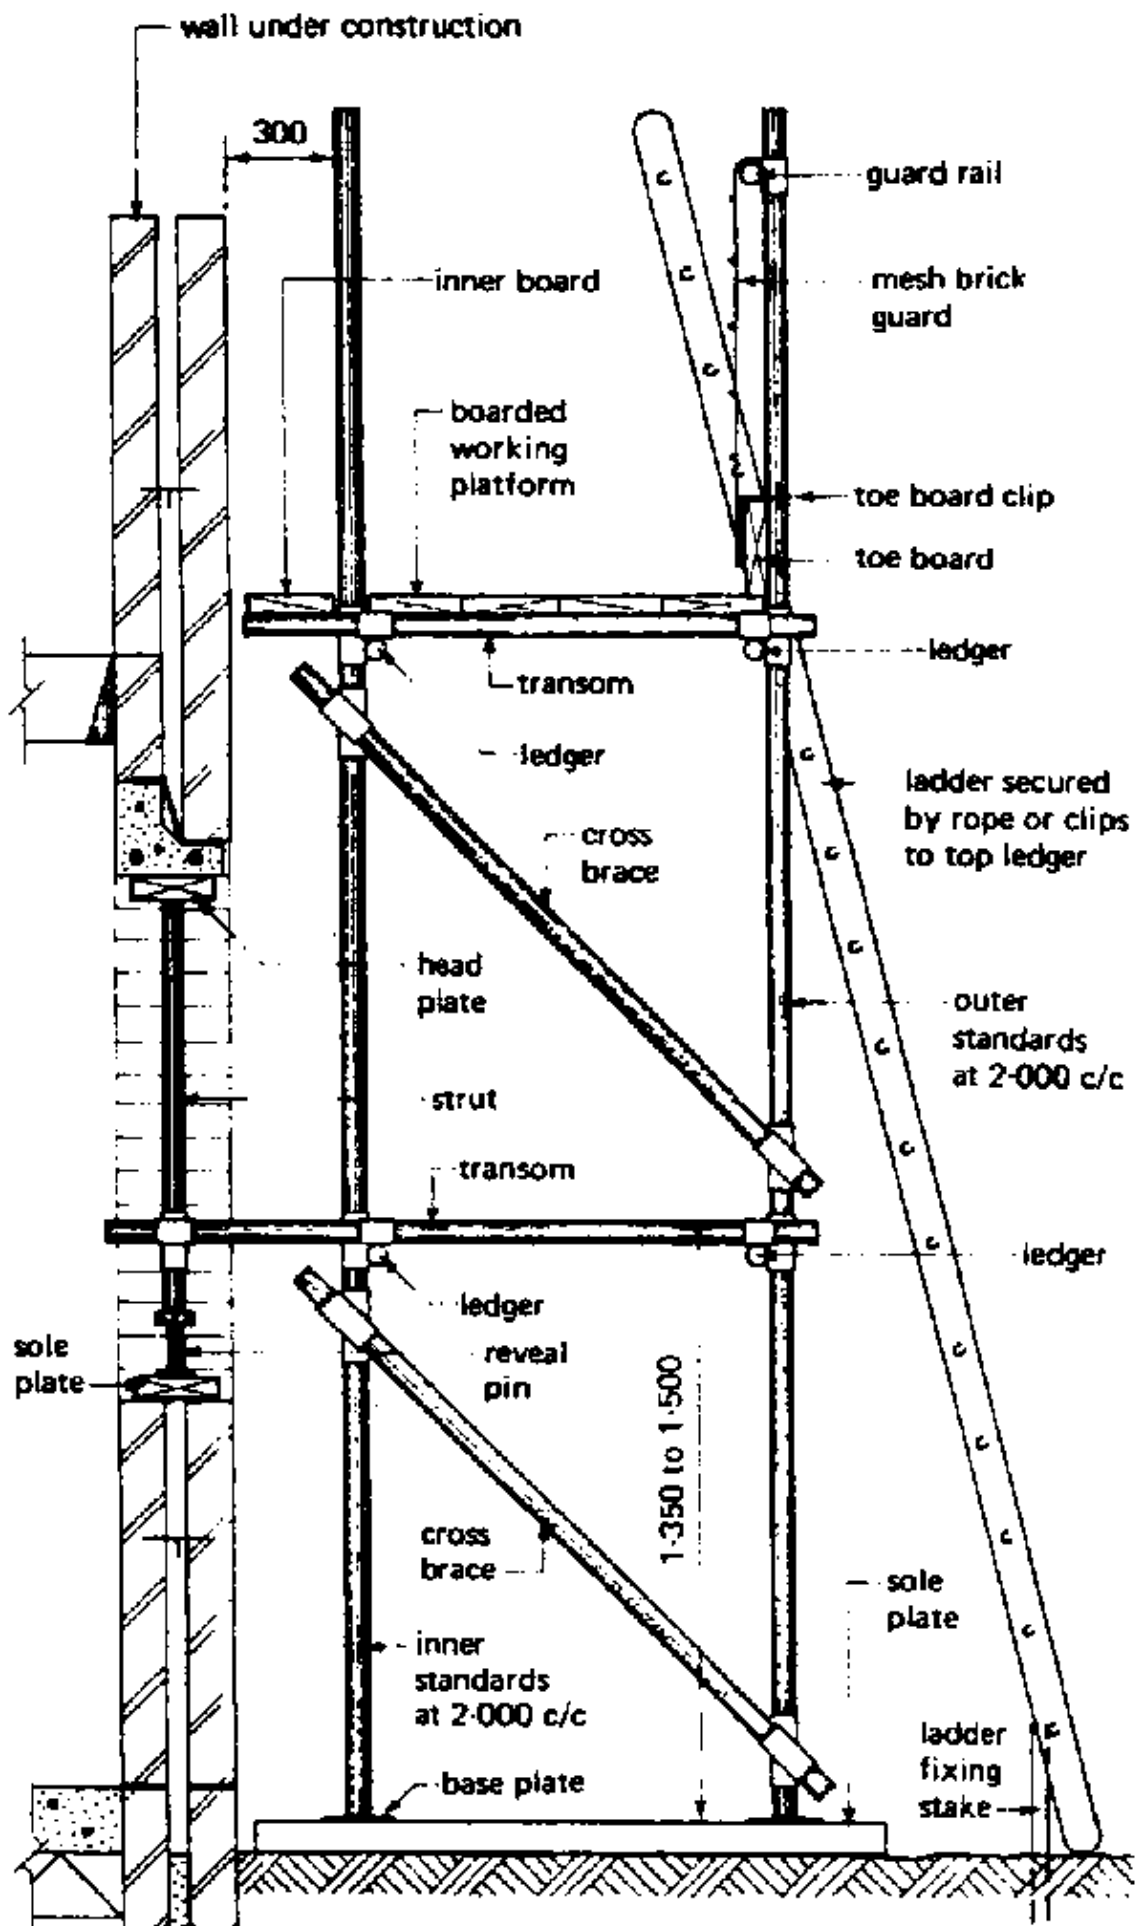 wall under construction
300
guard rail
inner board
mesh brick
guard
boarded
working
platform
toe board clip
toe board
ledger
transom
ledger
ladder secured
by rope or clips
to top ledger
cross
brace
head
plate
outer
standards
at 2·000 c/c
strut
transom
ledger
ledger
sole
plate
reveal
pin
1·350 to 1·500
cross
brace
sole
plate
inner
standards
at 2·000 c/c
ladder
fixing
stake
base plate